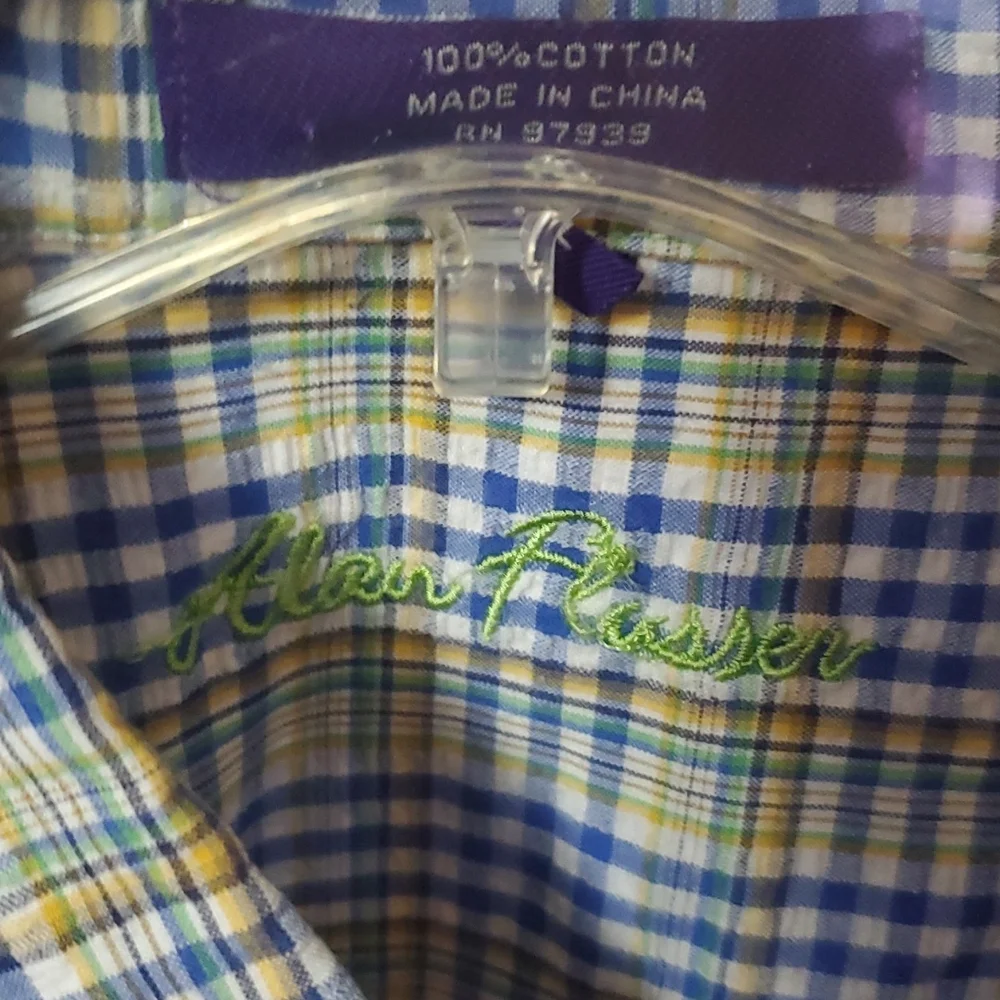 100% COTTON
MADE IN CHINA
RN 97939
Alan Flusser